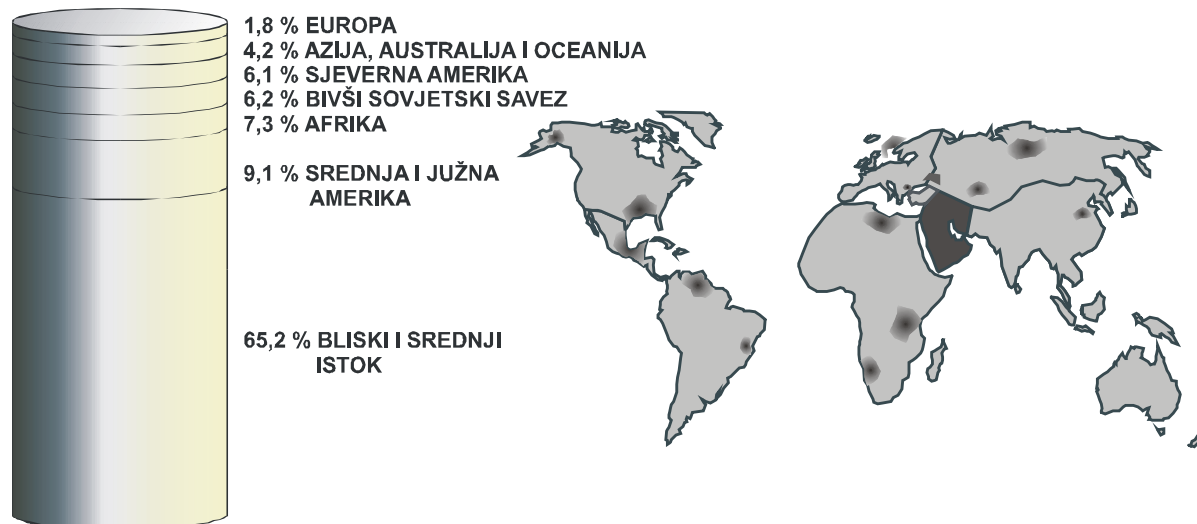 1,8 % EUROPA
4,2 % AZIJA, AUSTRALIJA I OCEANIJA
6,1 % SJEVERNA AMERIKA
6,2 % BIVŠI SOVJETSKI SAVEZ
7,3 % AFRIKA
9,1 % SREDNJA I JUŽNA
AMERIKA
65,2 % BLISKI I SREDNJI
ISTOK